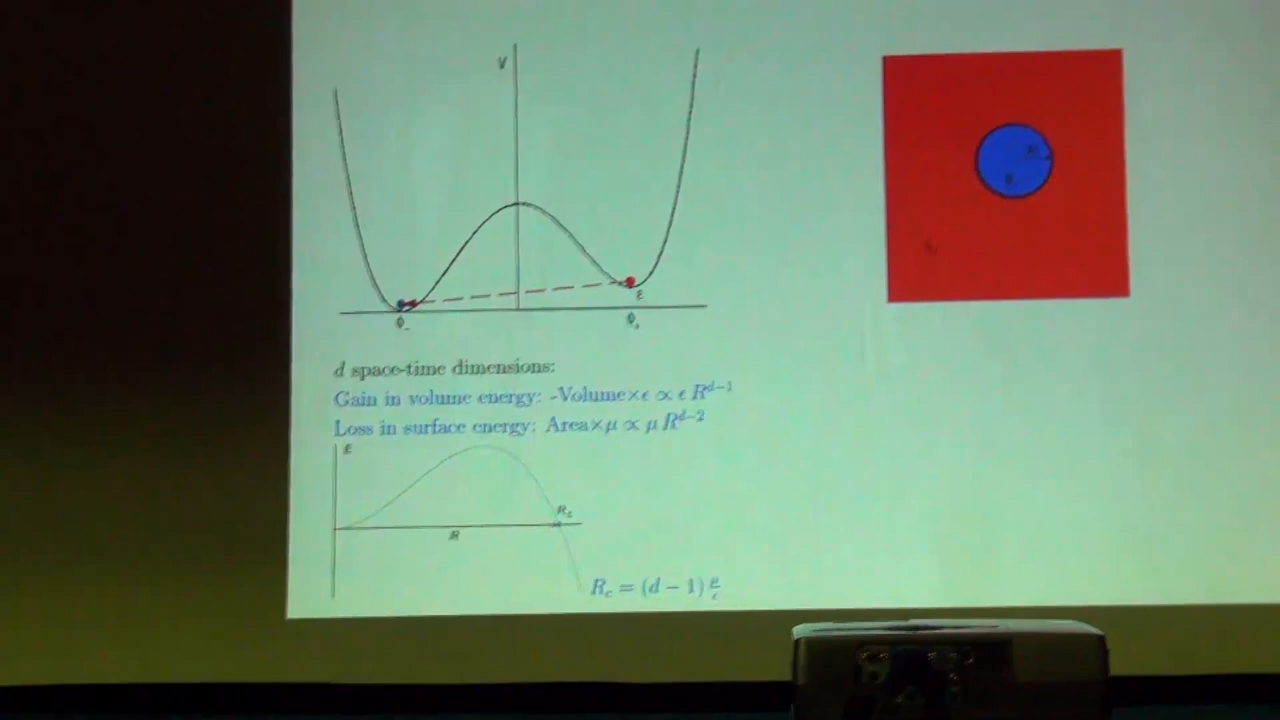 V
ε
Φ₋
Φ₊
R
d space-time dimensions:
Gain in volume energy: -Volume×ϵ ∝ ϵ R^{d−1}
Loss in surface energy: Area×μ ∝ μ R^{d−2}
E
R_c
R
R_c = (d − 1) μ/ϵ